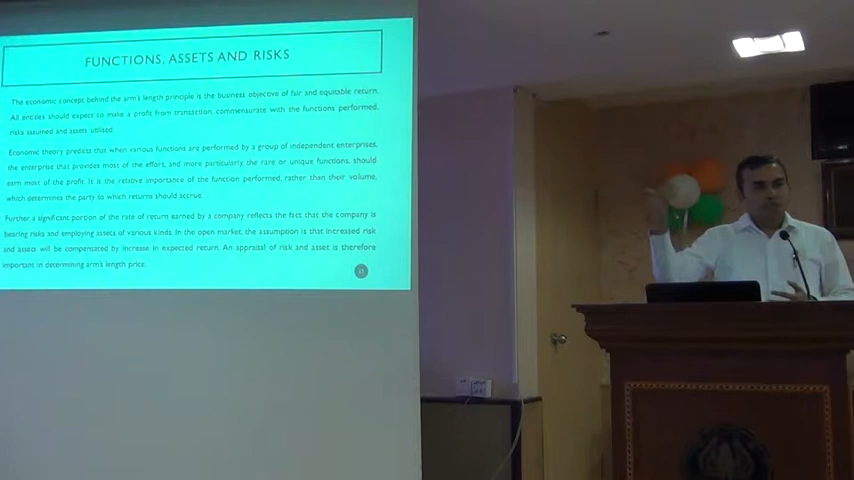 FUNCTIONS, ASSETS AND RISKS
The economic concept behind the arm's length principle is the business objective of fair and equitable return.
All entities should expect to make a profit from transaction, commensurate with the functions performed,
risks assumed and assets utilised.
Economic theory predicts that when various functions are performed by a group of independent enterprises,
the enterprise that provides most of the effort, and more particularly, the rare or unique functions, should
earn most of the profit. It is the relative importance of the function performed, rather than their volume,
which determines the party to which returns should accrue.
Further a significant portion of the rate of return earned by a company reflects the fact that the company is
bearing risks and employing assets of various kinds. In the open market, the assumption is that increased risk
and assets will be compensated by increase in expected return. An appraisal of risk and asset is therefore
important in determining arm's length price.